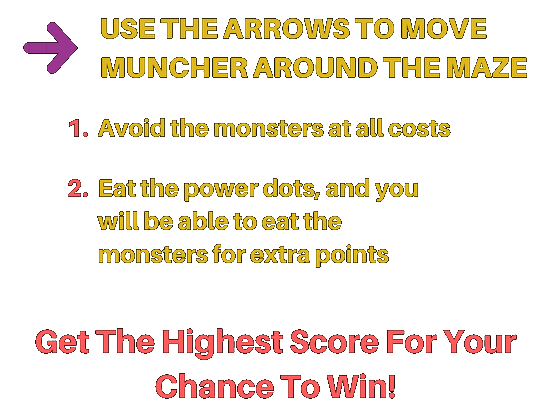 USE THE ARROWS TO MOVE
MUNCHER AROUND THE MAZE
1. Avoid the monsters at all costs
2. Eat the power dots, and you
will be able to eat the
monsters for extra points
Get The Highest Score For Your
Chance To Win!